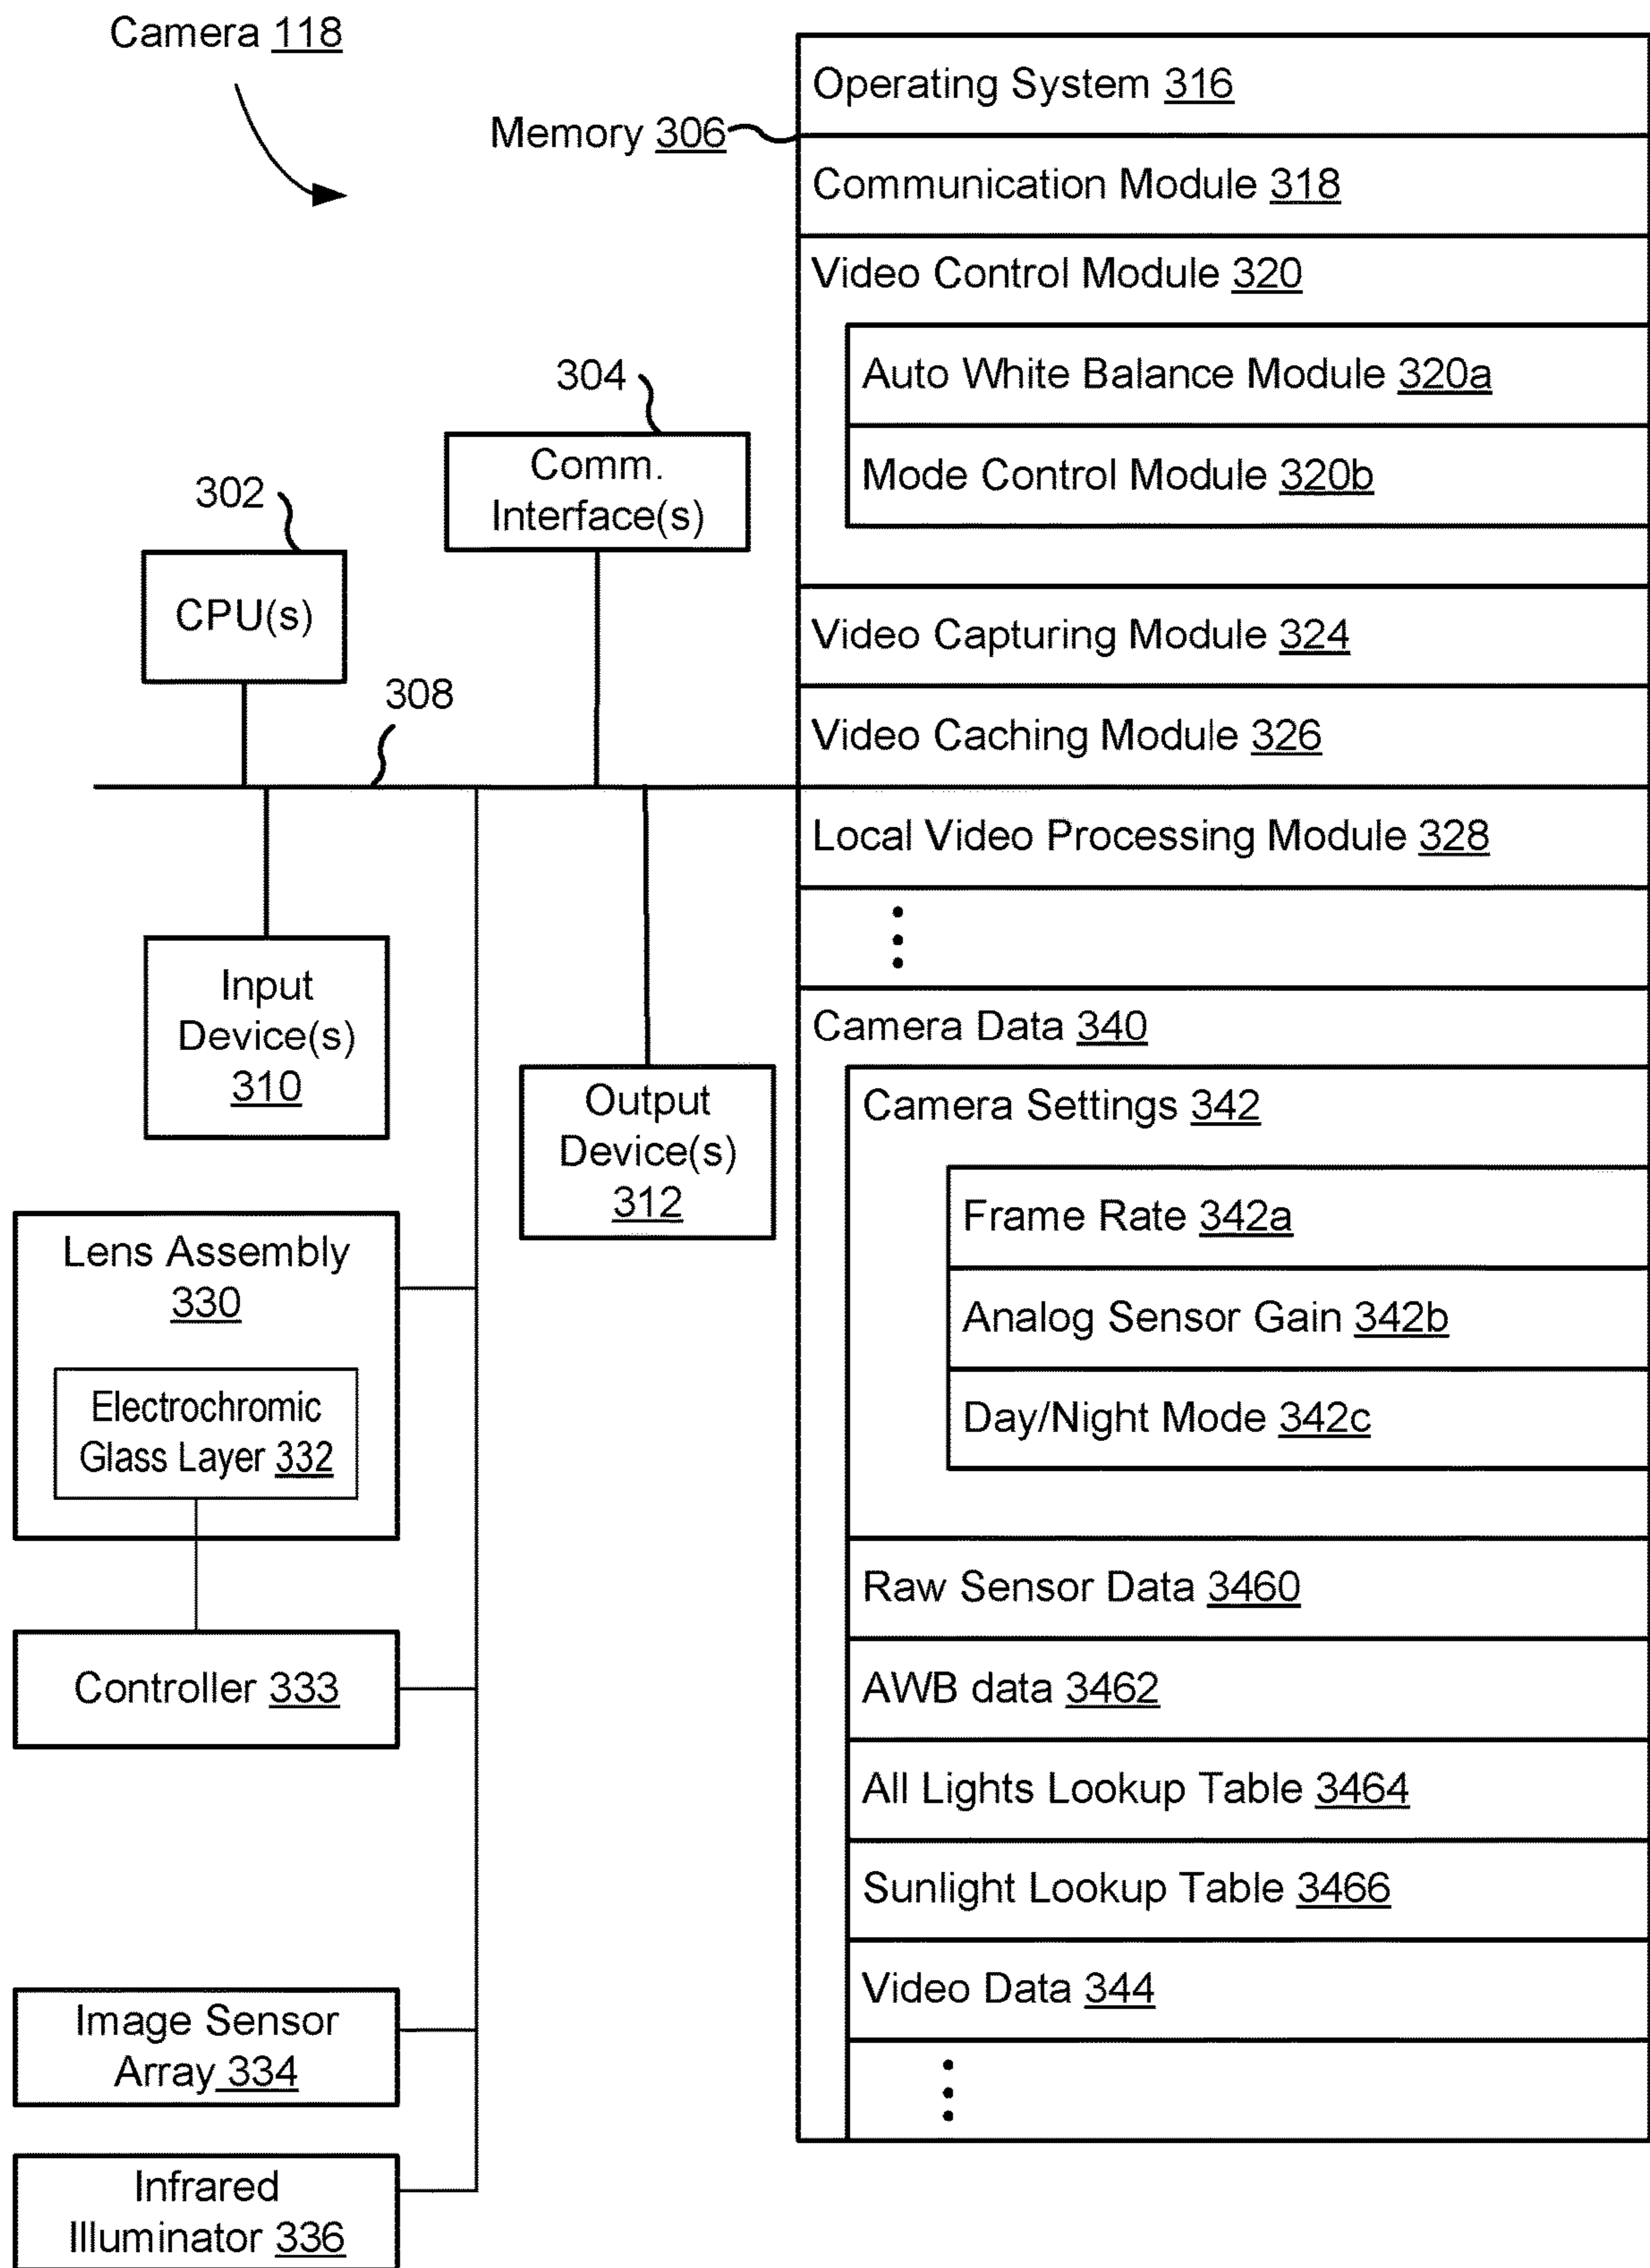 Camera 118
Memory 306
304
Comm.
Interface(s)
302
CPU(s)
308
Input
Device(s)
310
Output
Device(s)
312
Lens Assembly
330
Electrochromic
Glass Layer 332
Controller 333
Image Sensor
Array 334
Infrared
Illuminator 336
Operating System 316
Communication Module 318
Video Control Module 320
Auto White Balance Module 320a
Mode Control Module 320b
Video Capturing Module 324
Video Caching Module 326
Local Video Processing Module 328
Camera Data 340
Camera Settings 342
Frame Rate 342a
Analog Sensor Gain 342b
Day/Night Mode 342c
Raw Sensor Data 3460
AWB data 3462
All Lights Lookup Table 3464
Sunlight Lookup Table 3466
Video Data 344